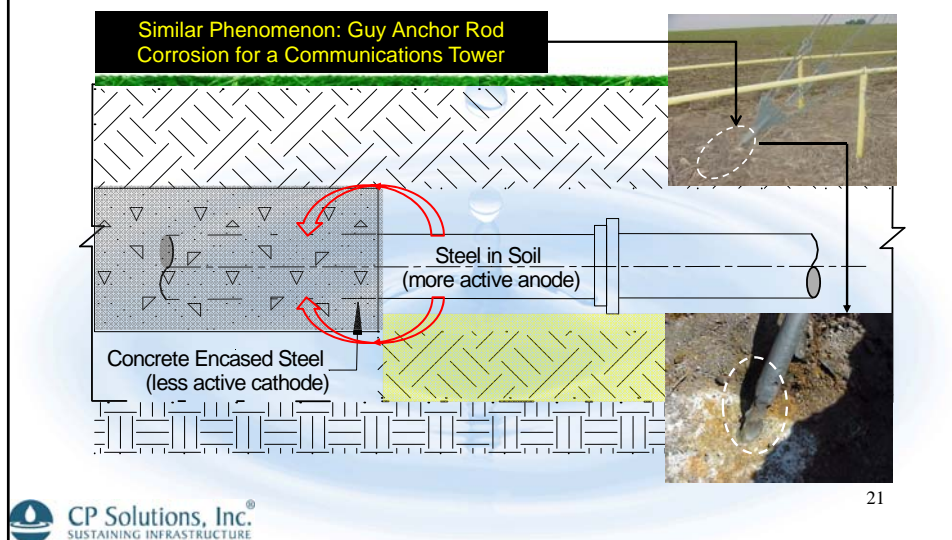 Similar Phenomenon: Guy Anchor Rod
Corrosion for a Communications Tower
Steel in Soil
(more active anode)
Concrete Encased Steel
(less active cathode)
21
CP Solutions, Inc.®
SUSTAINING INFRASTRUCTURE